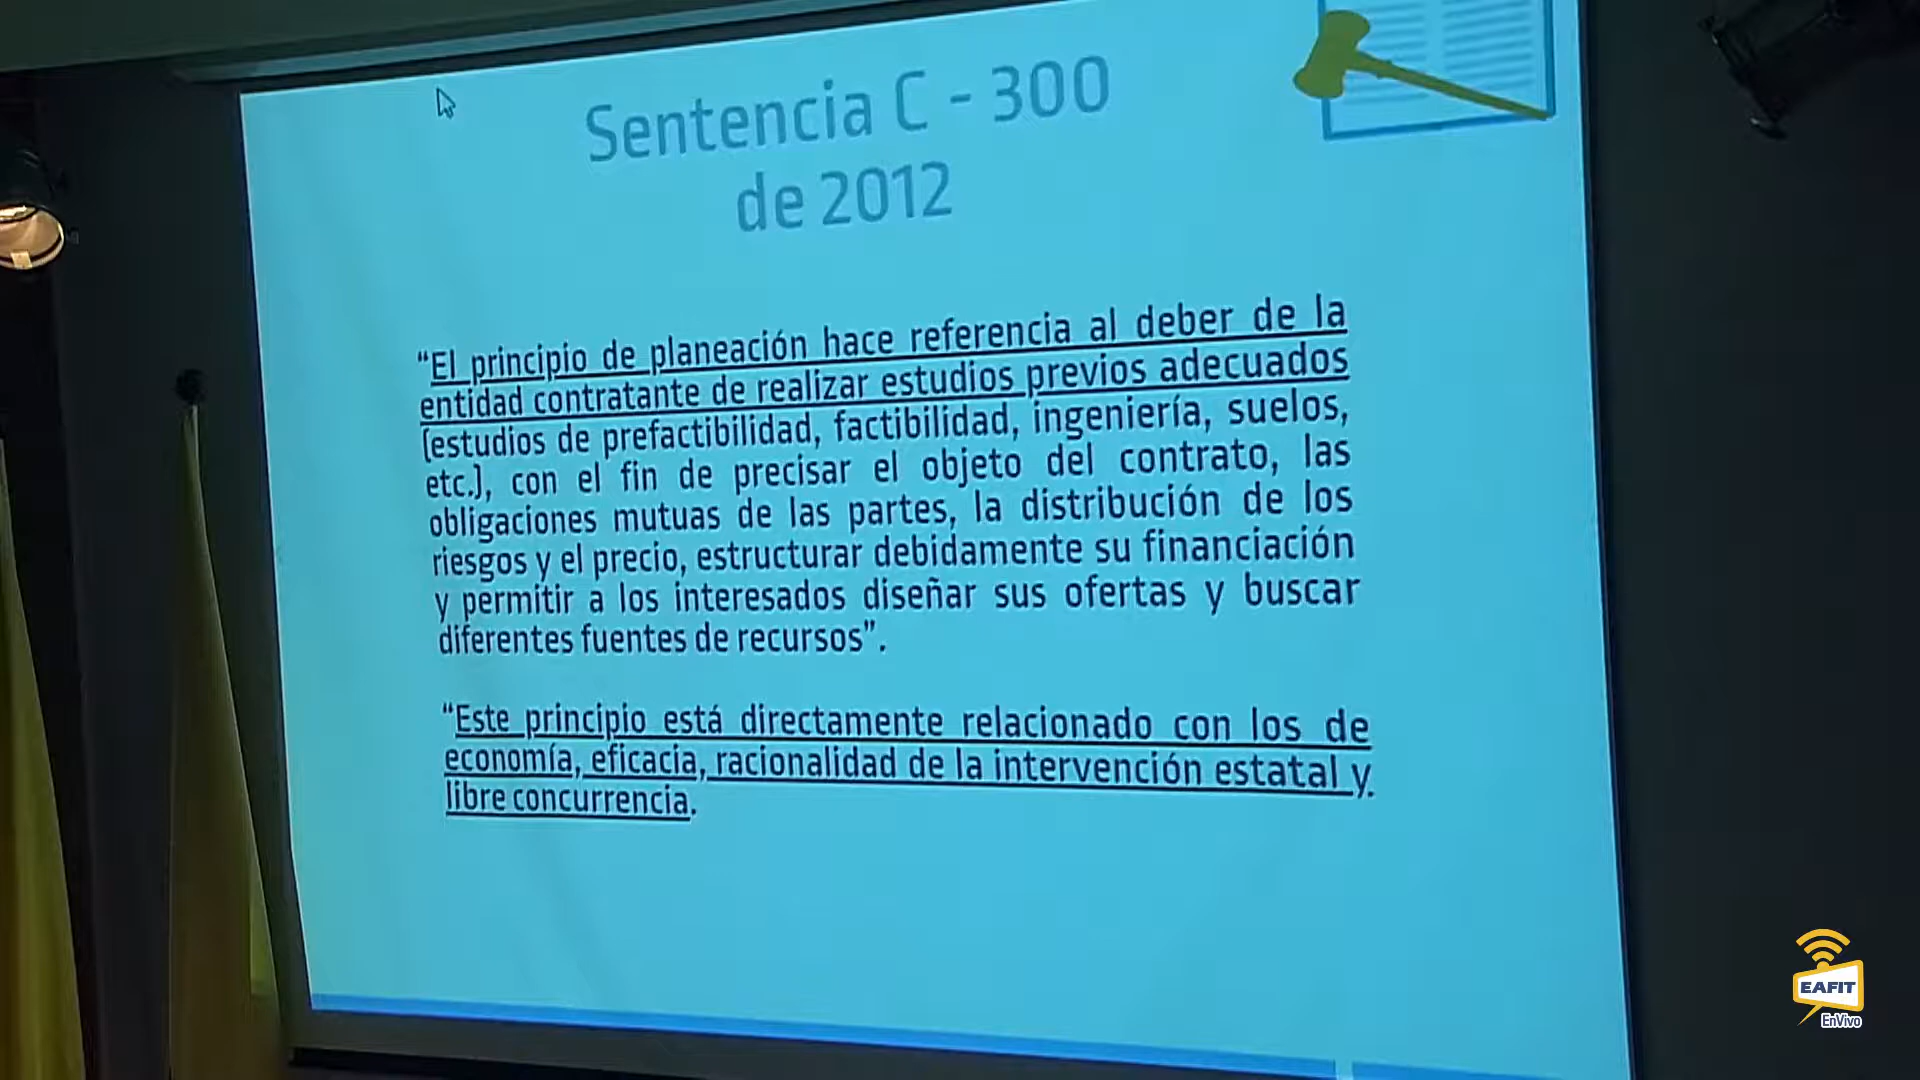 Sentencia C - 300
de 2012
“El principio de planeación hace referencia al deber de la
entidad contratante de realizar estudios previos adecuados
(estudios de prefactibilidad, factibilidad, ingeniería, suelos,
etc.), con el fin de precisar el objeto del contrato, las
obligaciones mutuas de las partes, la distribución de los
riesgos y el precio, estructurar debidamente su financiación
y permitir a los interesados diseñar sus ofertas y buscar
diferentes fuentes de recursos”.
“Este principio está directamente relacionado con los de
economía, eficacia, racionalidad de la intervención estatal y
libre concurrencia.
EAFIT
EnVivo